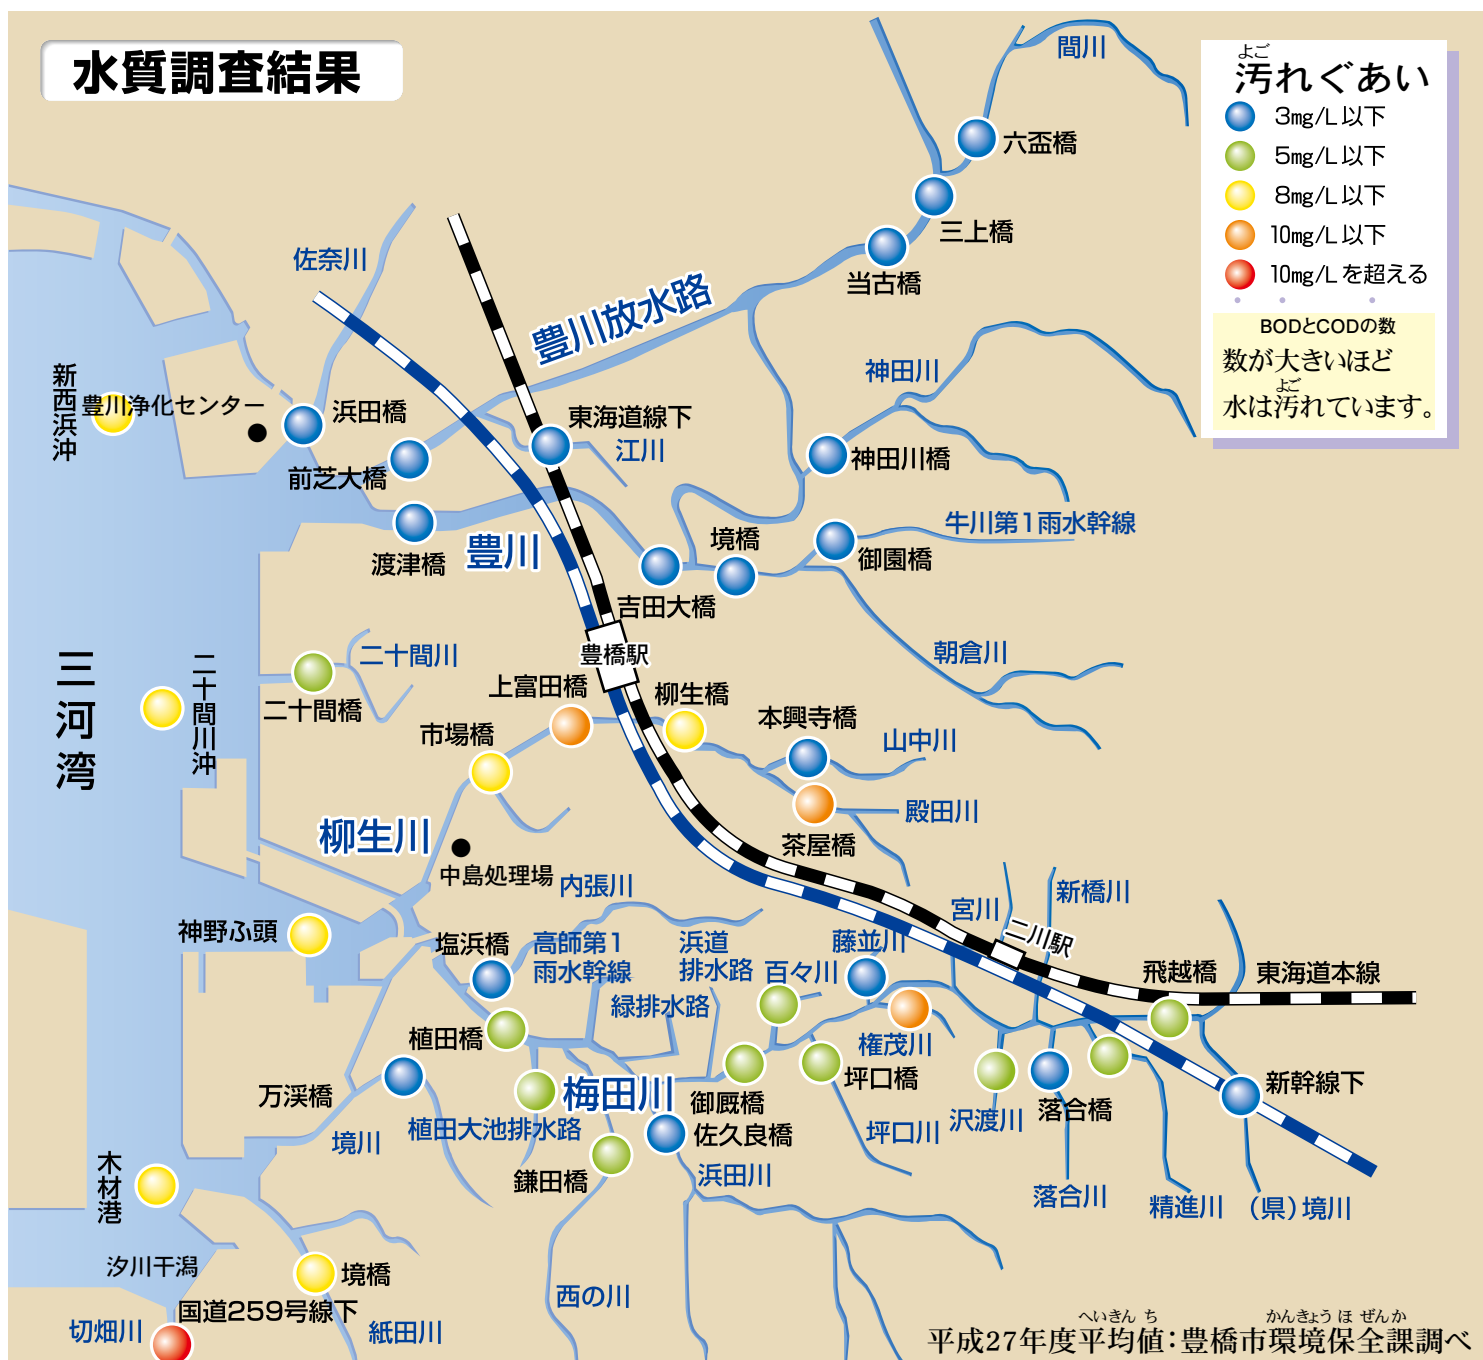 水質調査結果
よご
汚れぐあい
3mg/L以下
5mg/L以下
8mg/L以下
10mg/L以下
10mg/Lを超える
BODとCODの数
数が大きいほど
よご
水は汚れています。
間川
六盃橋
三上橋
当古橋
佐奈川
豊川放水路
神田川
新西浜沖
豊川浄化センター
浜田橋
東海道線下
江川
前芝大橋
神田川橋
渡津橋
豊川
境橋
牛川第1雨水幹線
御園橋
吉田大橋
三河湾
二十間川沖
二十間川
二十間橋
豊橋駅
朝倉川
上富田橋
柳生橋
市場橋
本興寺橋
山中川
殿田川
茶屋橋
柳生川
中島処理場
内張川
宮川
新橋川
神野ふ頭
塩浜橋
高師第1
雨水幹線
浜道
排水路
百々川
藤並川
二川駅
飛越橋
東海道本線
緑排水路
植田橋
権茂川
坪口橋
万渓橋
梅田川
御厩橋
落合橋
新幹線下
境川
植田大池排水路
佐久良橋
坪口川
沢渡川
木材港
鎌田橋
浜田川
落合川
精進川
(県)境川
汐川干潟
境橋
国道259号線下
西の川
切畑川
紙田川
へいきん ち
かんきょう ほ ぜんか
平成27年度平均値:豊橋市環境保全課調べ